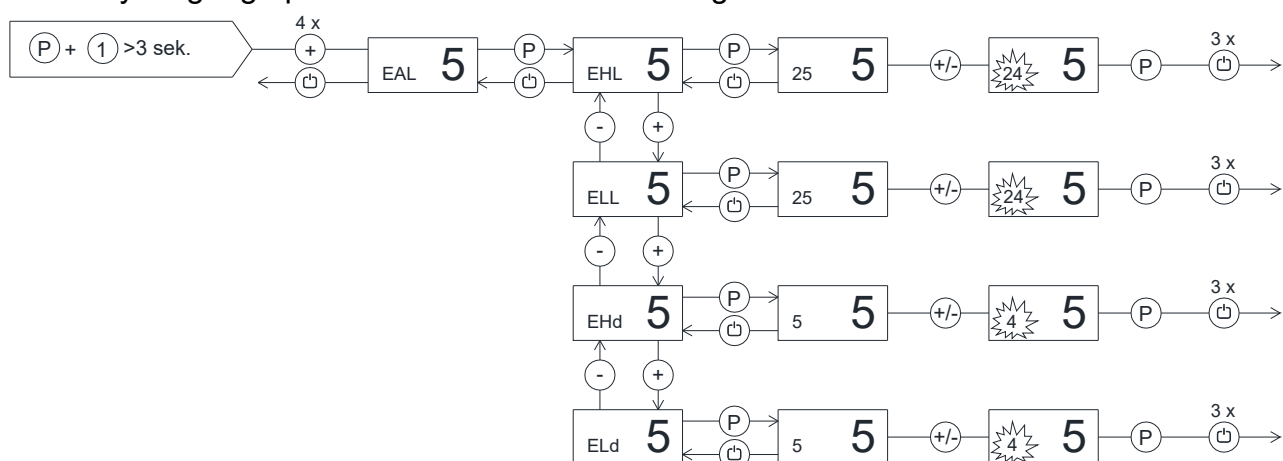 4 x
P + 1 >3 sek. + EAL 5 P EHL 5 P 25 5 +/- 24 5 P 3 x
- +
ELL 5 P 25 5 +/- 24 5 P 3 x
- +
EHd 5 P 5 5 +/- 4 5 P 3 x
- +
ELd 5 P 5 5 +/- 4 5 P 3 x